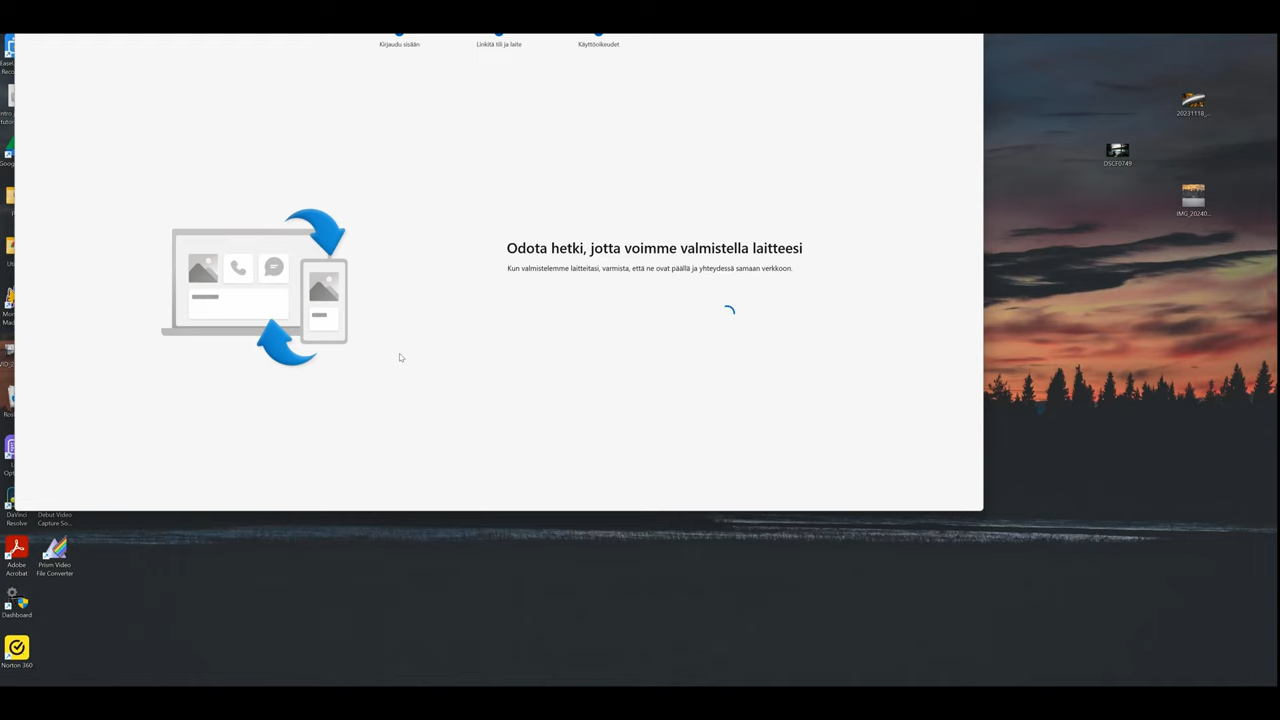 Kirjaudu sisään
Linkitä tili ja laite
Käyttöoikeudet
Odota hetki, jotta voimme valmistella laitteesi
Kun valmistelemme laitteitasi, varmista, että ne ovat päällä ja yhteydessä samaan verkkoon.
20231118_...
DSCF0749
IMG_20240...
DaVinci
Resolve
Debut Video
Capture So...
Adobe
Acrobat
Prism Video
File Converter
Dashboard
Norton 360